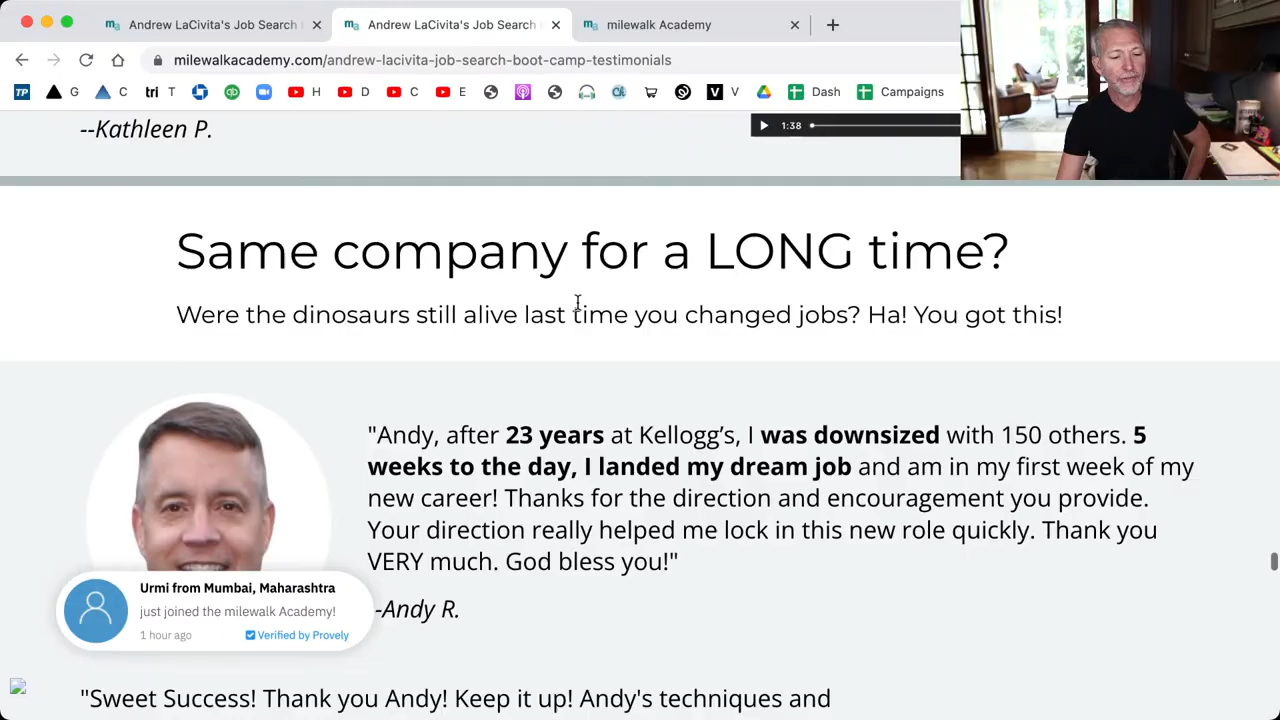 Andrew LaCivita's Job Search
Andrew LaCivita's Job Search
milewalk Academy
milewalkacademy.com/andrew-lacivita-job-search-boot-camp-testimonials
TP G C tri T H D C E V V Dash Campaigns
--Kathleen P.
1:38
Same company for a LONG time?
Were the dinosaurs still alive last time you changed jobs? Ha! You got this!
"Andy, after 23 years at Kellogg’s, I was downsized with 150 others. 5
weeks to the day, I landed my dream job and am in my first week of my
new career! Thanks for the direction and encouragement you provide.
Your direction really helped me lock in this new role quickly. Thank you
VERY much. God bless you!"
-Andy R.
Urmi from Mumbai, Maharashtra
just joined the milewalk Academy!
1 hour ago
Verified by Provely
"Sweet Success! Thank you Andy! Keep it up! Andy's techniques and